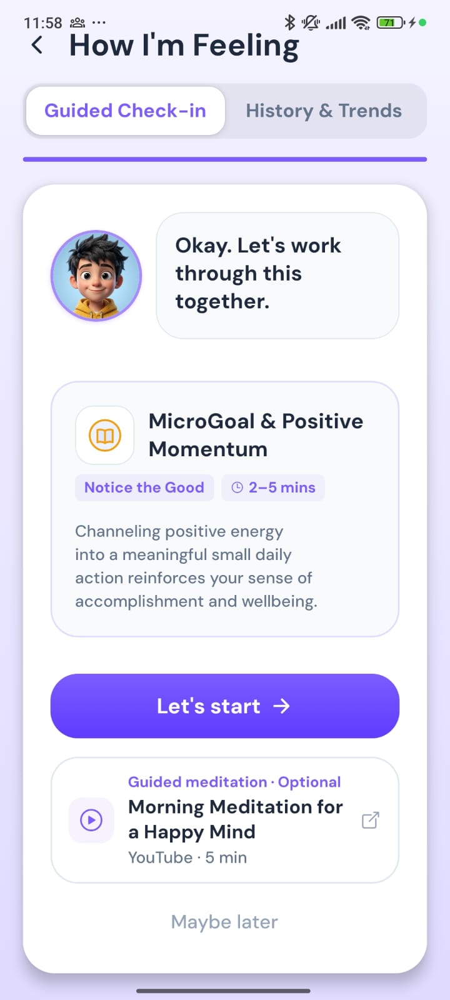 11:58 ...
71
How I'm Feeling
Guided Check-in
History & Trends
Okay. Let's work
through this
together.
MicroGoal & Positive
Momentum
Notice the Good
2–5 mins
Channeling positive energy
into a meaningful small daily
action reinforces your sense of
accomplishment and wellbeing.
Let's start →
Guided meditation · Optional
Morning Meditation for
a Happy Mind
YouTube · 5 min
Maybe later